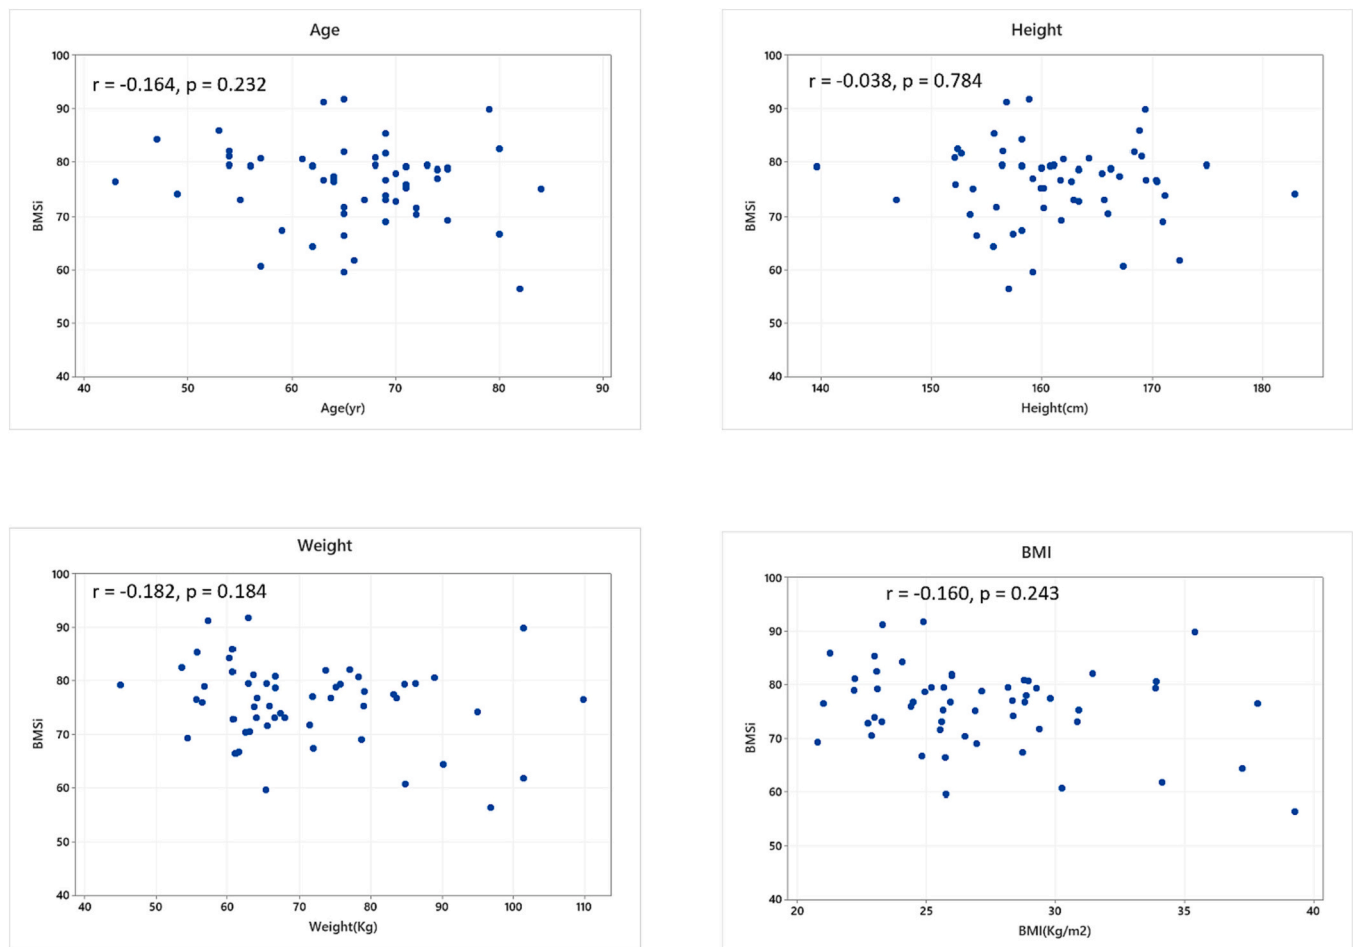 Age
r = -0.164, p = 0.232
100
90
80
70
60
50
40
BMSi
40 50 60 70 80 90
Age(yr)
Height
r = -0.038, p = 0.784
100
90
80
70
60
50
40
BMSi
140 150 160 170 180
Height(cm)
Weight
r = -0.182, p = 0.184
100
90
80
70
60
50
40
BMSi
40 50 60 70 80 90 100 110
Weight(Kg)
BMI
r = -0.160, p = 0.243
100
90
80
70
60
50
40
BMSi
20 25 30 35 40
BMI(Kg/m2)